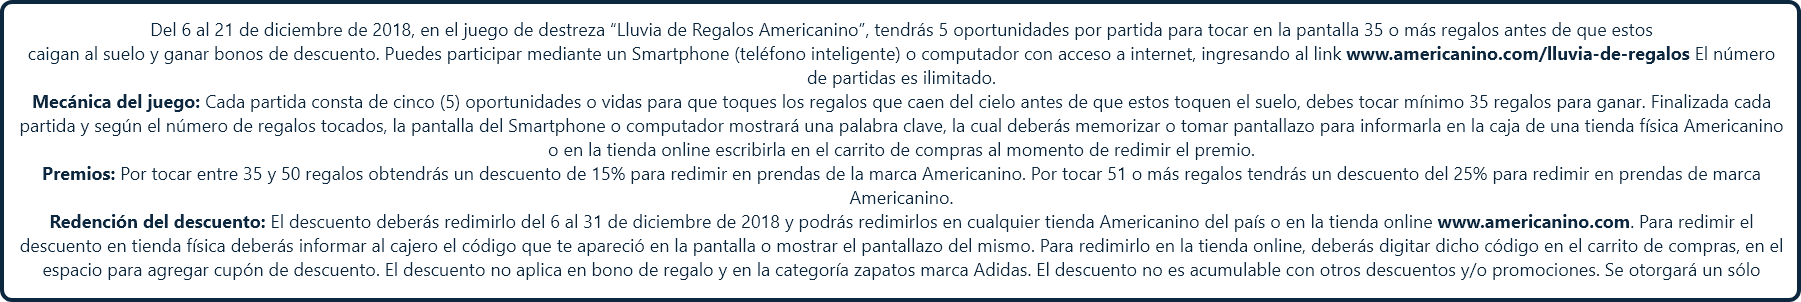 Del 6 al 21 de diciembre de 2018, en el juego de destreza “Lluvia de Regalos Americanino”, tendrás 5 oportunidades por partida para tocar en la pantalla 35 o más regalos antes de que estos
caigan al suelo y ganar bonos de descuento. Puedes participar mediante un Smartphone (teléfono inteligente) o computador con acceso a internet, ingresando al link www.americanino.com/lluvia-de-regalos El número
de partidas es ilimitado.
Mecánica del juego: Cada partida consta de cinco (5) oportunidades o vidas para que toques los regalos que caen del cielo antes de que estos toquen el suelo, debes tocar mínimo 35 regalos para ganar. Finalizada cada
partida y según el número de regalos tocados, la pantalla del Smartphone o computador mostrará una palabra clave, la cual deberás memorizar o tomar pantallazo para informarla en la caja de una tienda física Americanino
o en la tienda online escribirla en el carrito de compras al momento de redimir el premio.
Premios: Por tocar entre 35 y 50 regalos obtendrás un descuento de 15% para redimir en prendas de la marca Americanino. Por tocar 51 o más regalos tendrás un descuento del 25% para redimir en prendas de marca
Americanino.
Redención del descuento: El descuento deberás redimirlo del 6 al 31 de diciembre de 2018 y podrás redimirlos en cualquier tienda Americanino del país o en la tienda online www.americanino.com. Para redimir el
descuento en tienda física deberás informar al cajero el código que te apareció en la pantalla o mostrar el pantallazo del mismo. Para redimirlo en la tienda online, deberás digitar dicho código en el carrito de compras, en el
espacio para agregar cupón de descuento. El descuento no aplica en bono de regalo y en la categoría zapatos marca Adidas. El descuento no es acumulable con otros descuentos y/o promociones. Se otorgará un sólo